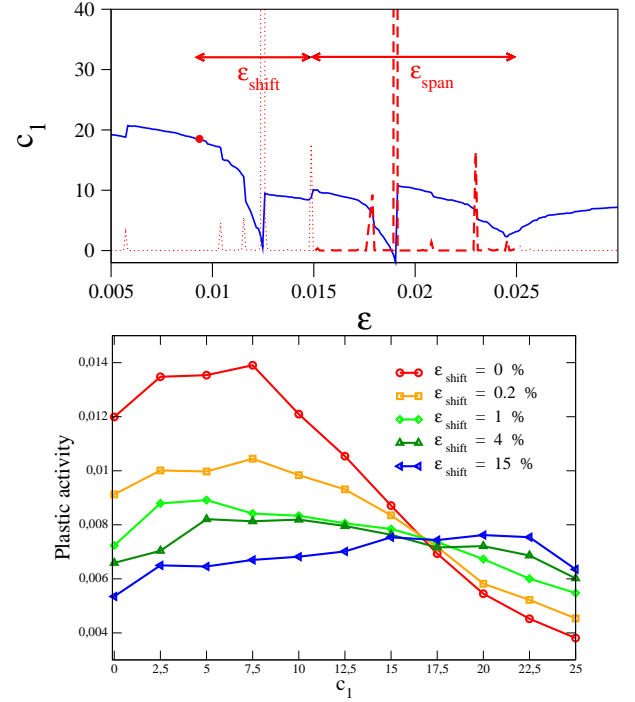 40
30
20
10
0
c1
εshift
εspan
0.005 0.01 0.015 0.02 0.025
ε
0,014
0,012
0,01
0,008
0,006
0,004
Plastic activity
εshift = 0 %
εshift = 0.2 %
εshift = 1 %
εshift = 4 %
εshift = 15 %
0 2,5 5 7,5 10 12,5 15 17,5 20 22,5 25
c1